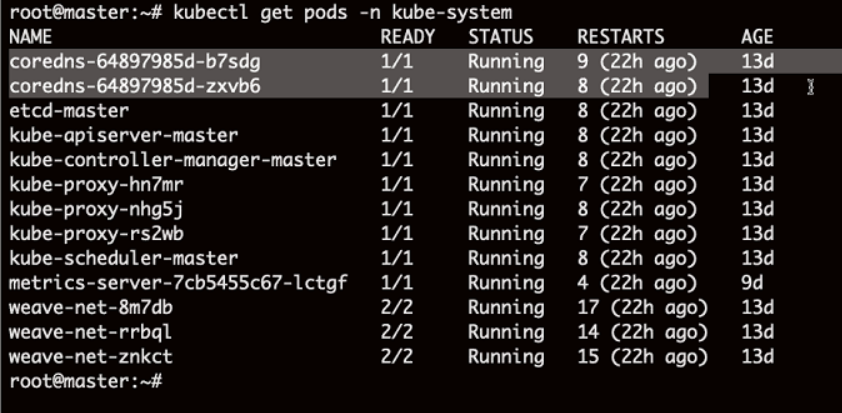 root@master:~# kubectl get pods -n kube-system
NAME READY STATUS RESTARTS AGE
coredns-64897985d-b7sdg 1/1 Running 9 (22h ago) 13d
coredns-64897985d-zxvb6 1/1 Running 8 (22h ago) 13d
etcd-master 1/1 Running 8 (22h ago) 13d
kube-apiserver-master 1/1 Running 8 (22h ago) 13d
kube-controller-manager-master 1/1 Running 8 (22h ago) 13d
kube-proxy-hn7mr 1/1 Running 7 (22h ago) 13d
kube-proxy-nhg5j 1/1 Running 8 (22h ago) 13d
kube-proxy-rs2wb 1/1 Running 7 (22h ago) 13d
kube-scheduler-master 1/1 Running 8 (22h ago) 13d
metrics-server-7cb5455c67-lctgf 1/1 Running 4 (22h ago) 9d
weave-net-8m7db 2/2 Running 17 (22h ago) 13d
weave-net-rrbql 2/2 Running 14 (22h ago) 13d
weave-net-znkct 2/2 Running 15 (22h ago) 13d
root@master:~#